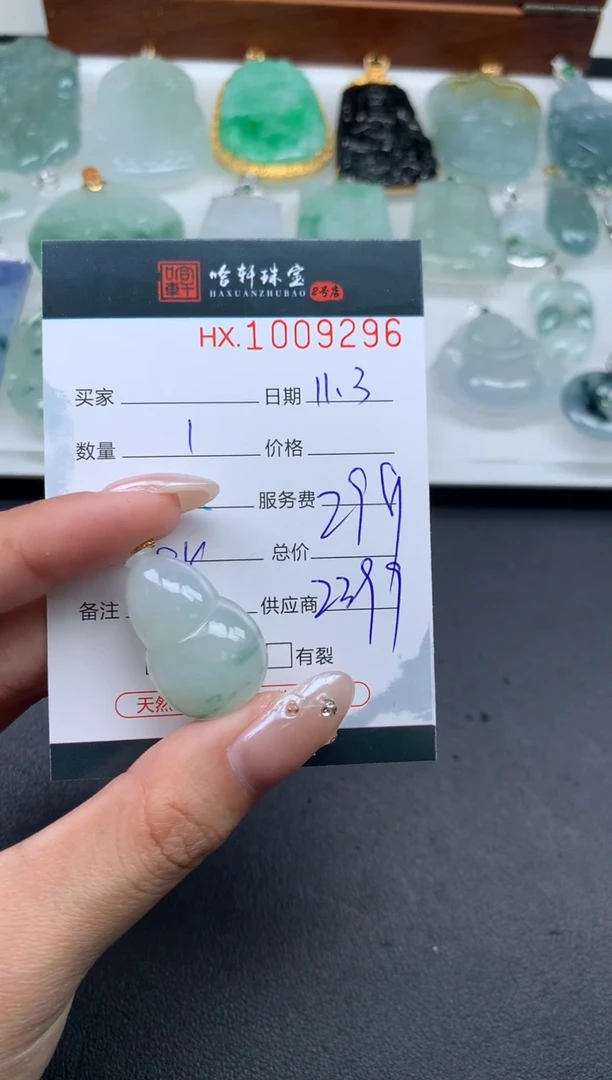 哈轩珠宝
HAXUANZHUBAO 8号店
HX.1009296
买家 日期 11.3
数量 1 价格
服务费 299
总价
备注 供应商 2399
有裂
天然